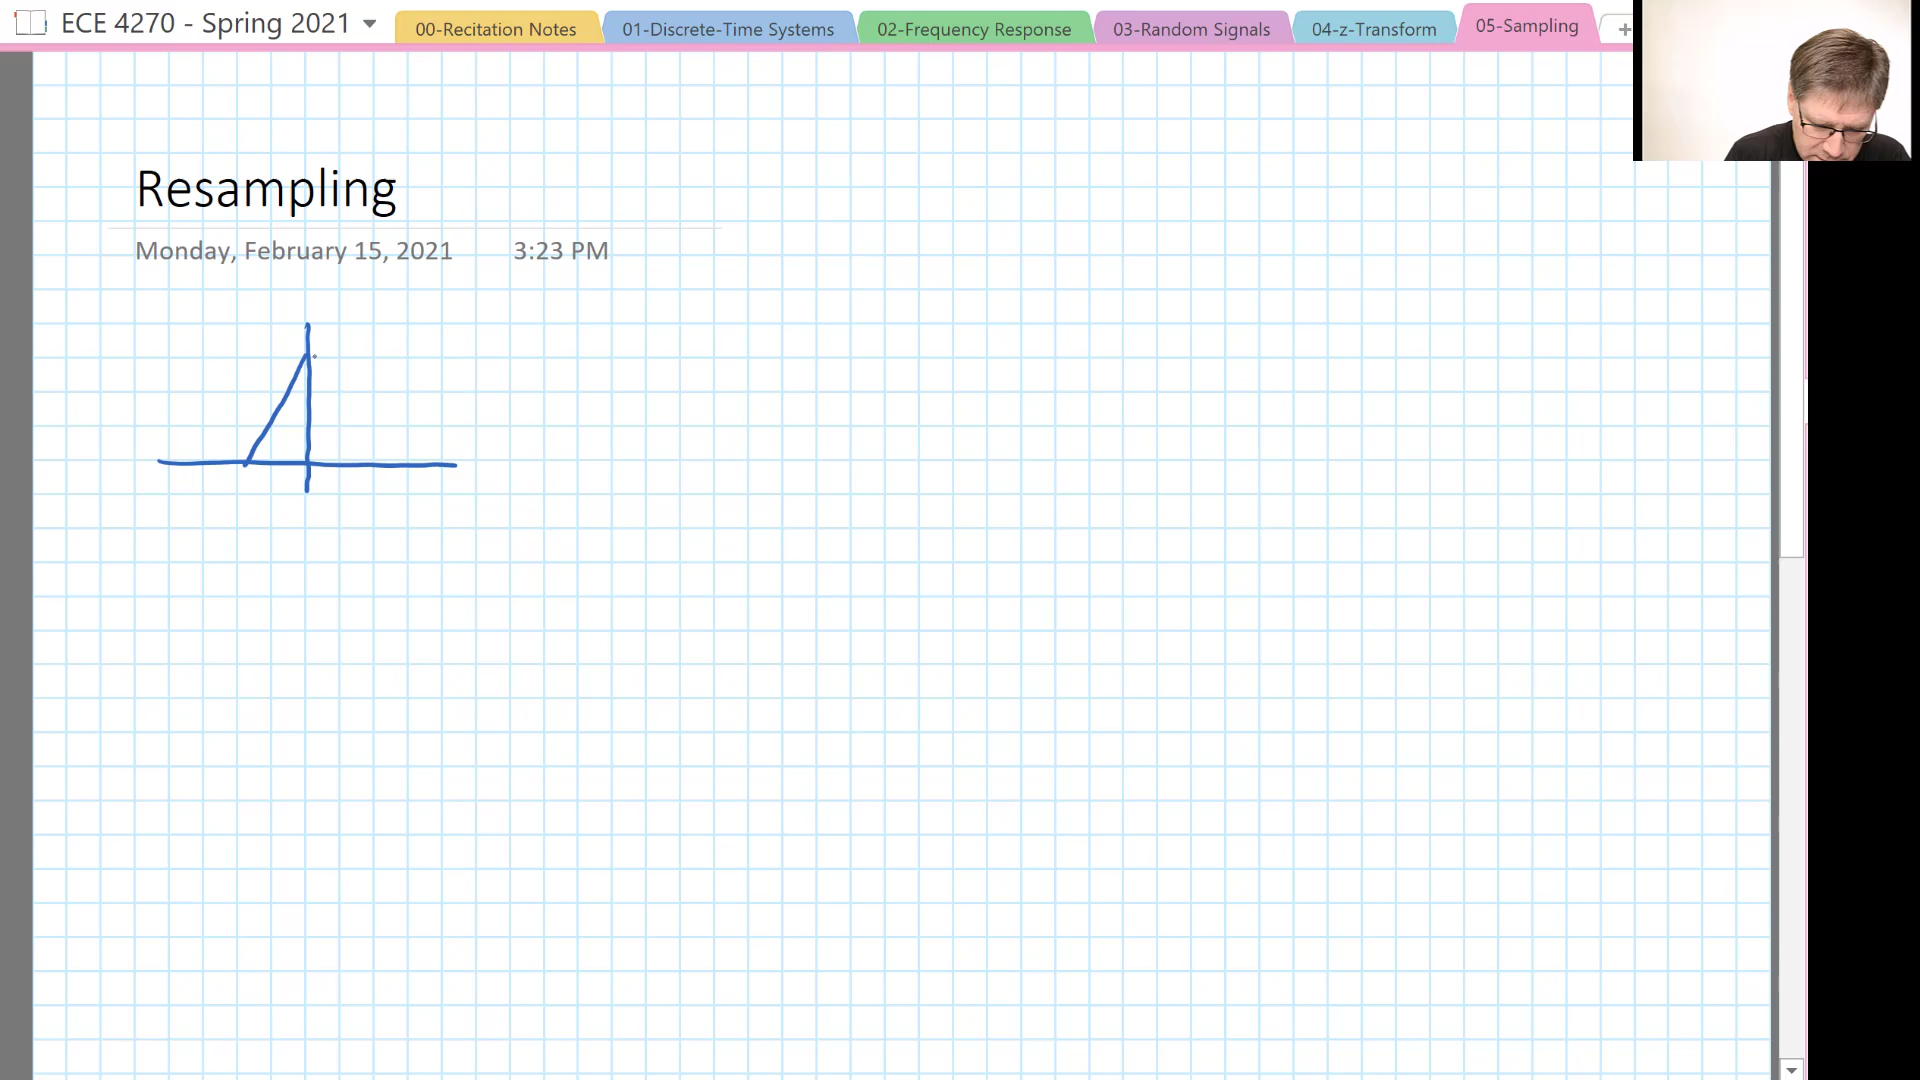 ECE 4270 - Spring 2021
00-Recitation Notes
01-Discrete-Time Systems
02-Frequency Response
03-Random Signals
04-z-Transform
05-Sampling
+
Resampling
Monday, February 15, 2021 3:23 PM